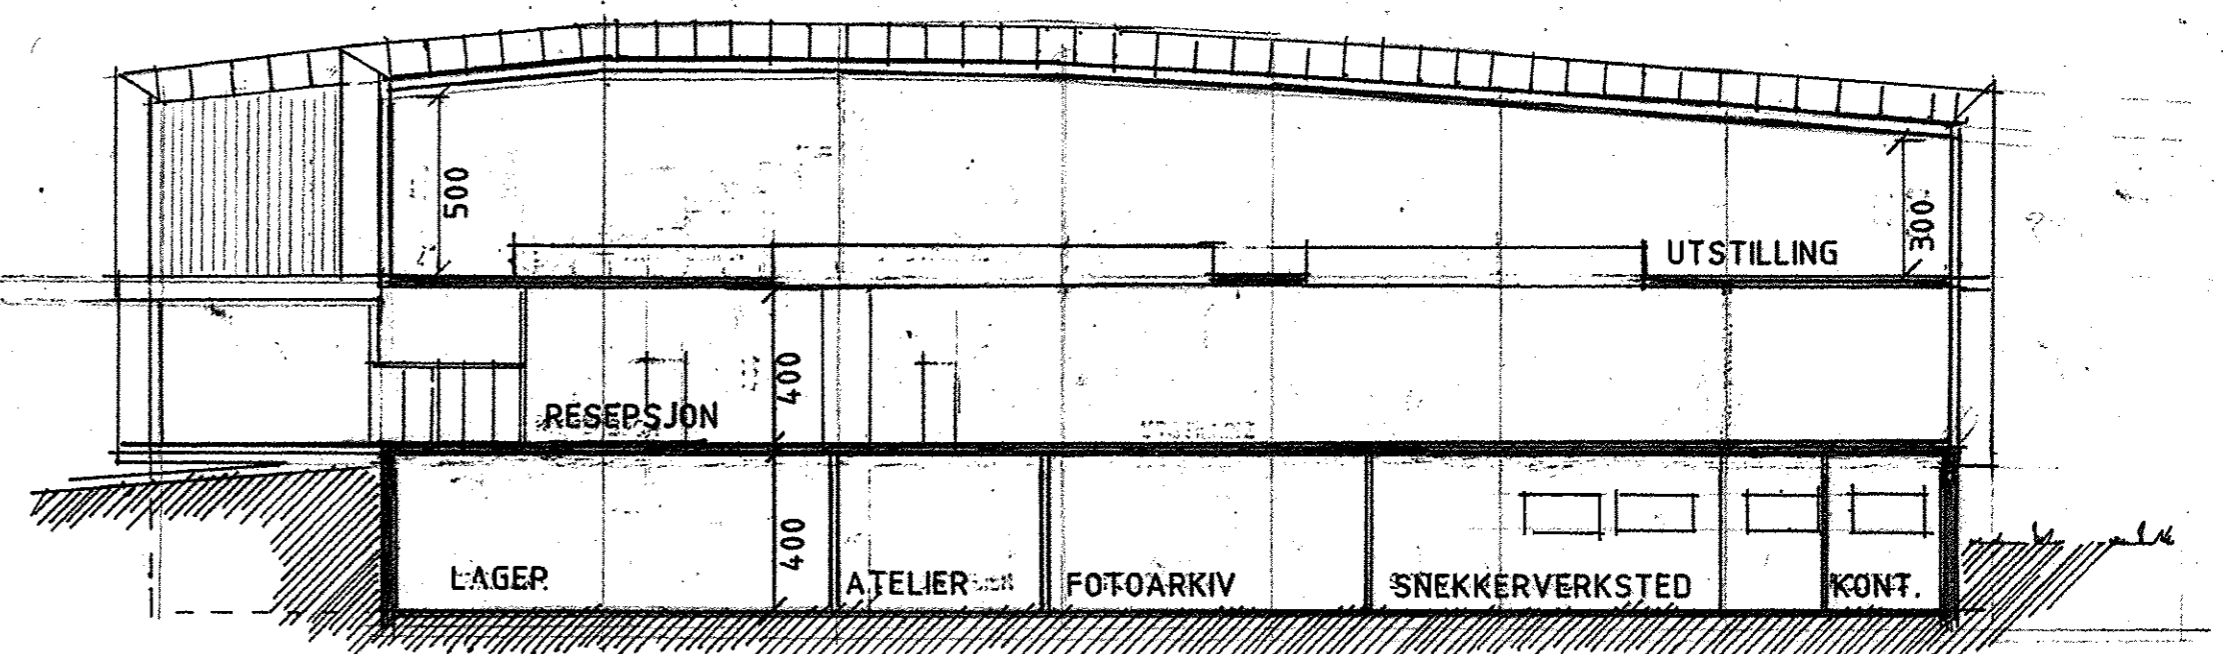 500
300
UTSTILLING
400
RESEPSJON
400
LAGER
ATELIER
FOTOARKIV
SNEKKERVERKSTED
KONT.